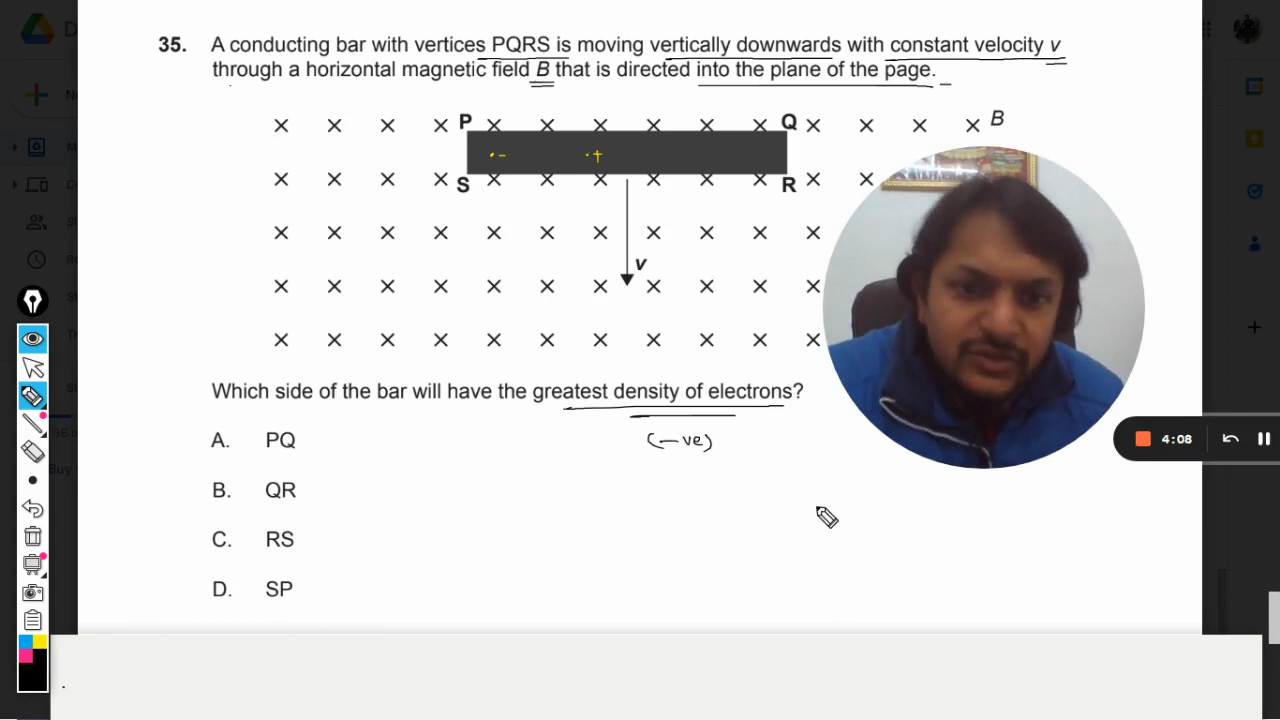 35. A conducting bar with vertices PQRS is moving vertically downwards with constant velocity v
through a horizontal magnetic field B that is directed into the plane of the page.
P Q B
S R
v
Which side of the bar will have the greatest density of electrons?
(-ve)
A. PQ
B. QR
C. RS
D. SP
4:08